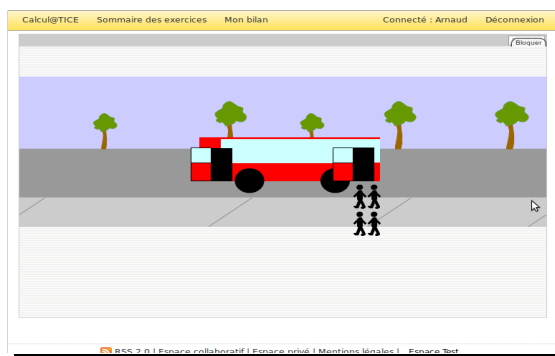 Calcul@TICE Sommaire des exercices Mon bilan Connecté : Arnaud Déconnexion
Bloquer
RSS 2.0 | Espace collaboratif | Espace privé | Mentions légales | Espace Test